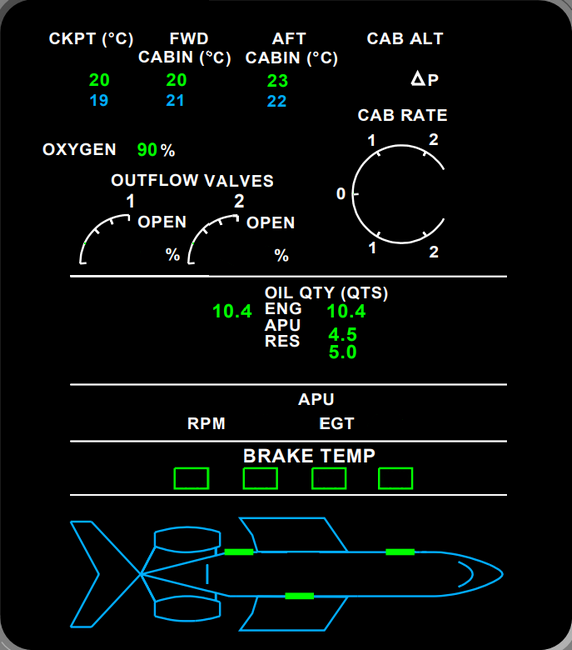 CKPT (°C) FWD CABIN (°C) AFT CABIN (°C) CAB ALT
20 20 23 ΔP
19 21 22
CAB RATE
1 2
OXYGEN 90 %
0
1 2
OUTFLOW VALVES
1 2
OPEN OPEN
% %
OIL QTY (QTS)
10.4 ENG 10.4
APU 4.5
RES 5.0
APU
RPM EGT
BRAKE TEMP